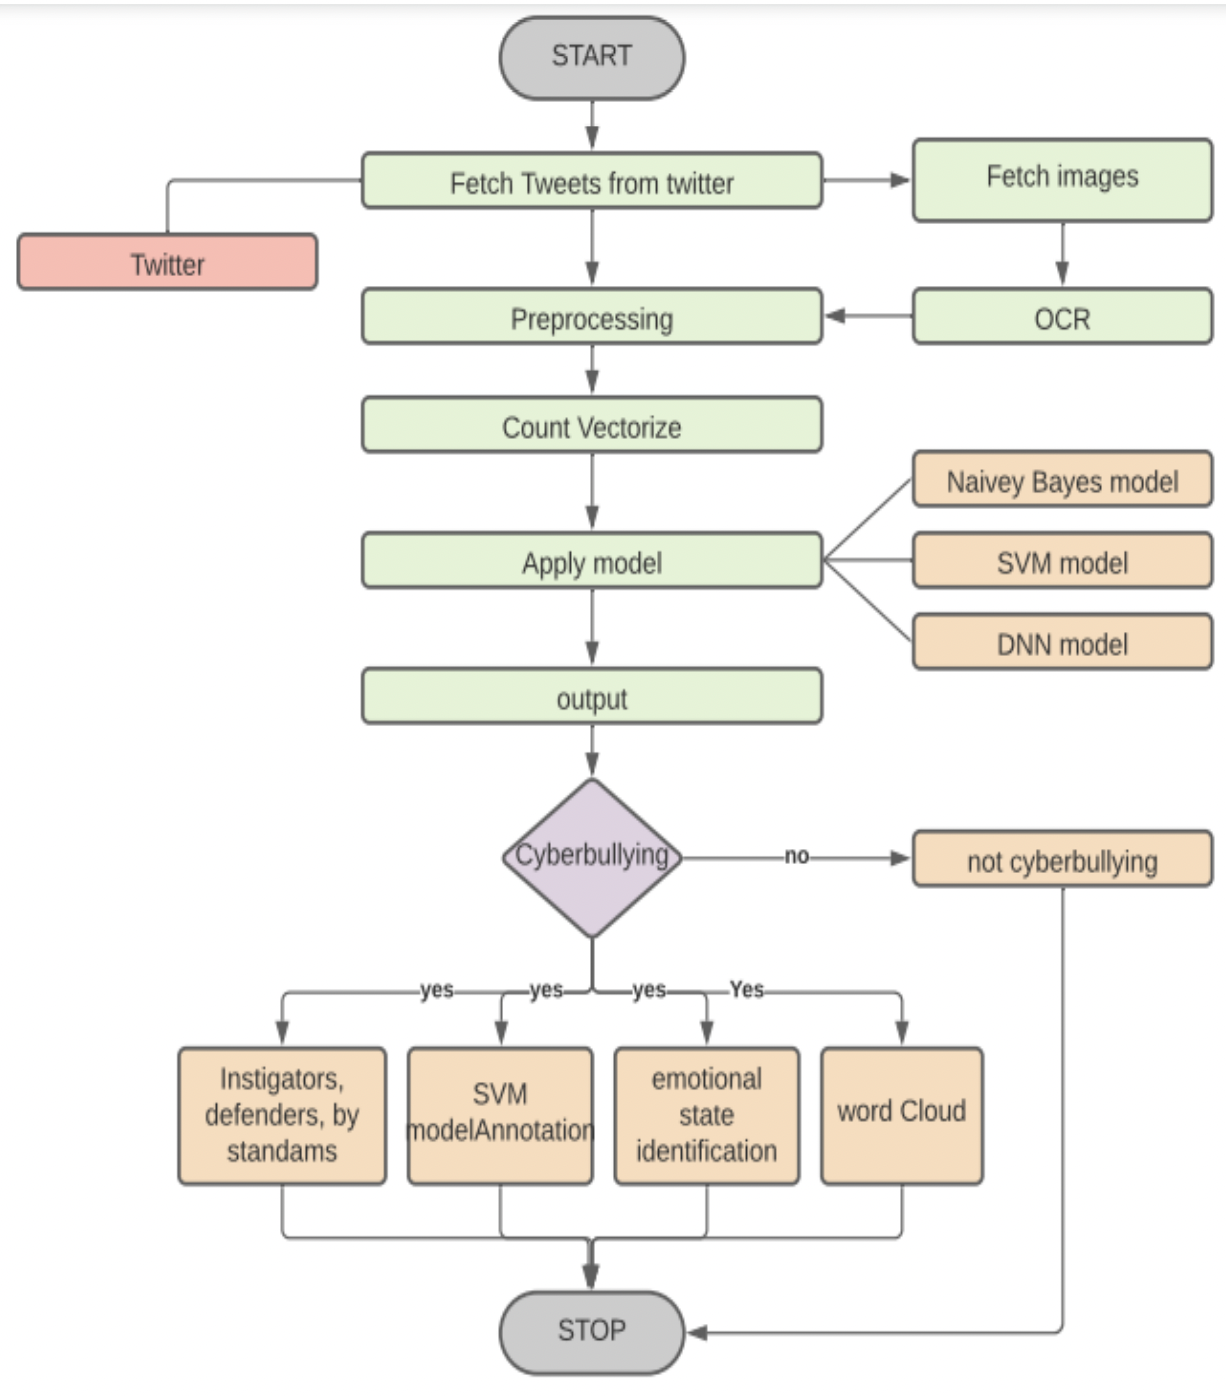 START
Fetch Tweets from twitter
Fetch images
Twitter
Preprocessing
OCR
Count Vectorize
Naivey Bayes model
Apply model
SVM model
DNN model
output
Cyberbullying
no
not cyberbullying
yes
yes
yes
Yes
Instigators,
defenders, by
standams
SVM
modelAnnotation
emotional
state
identification
word Cloud
STOP